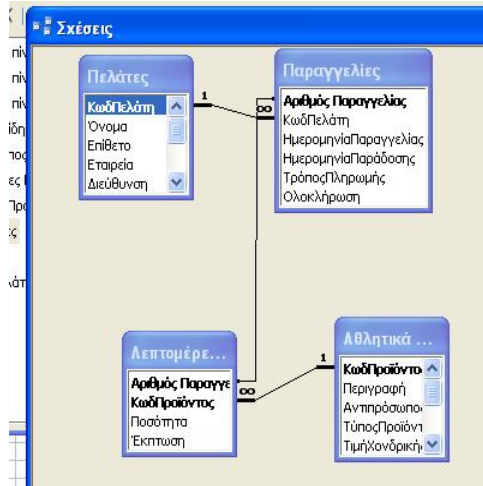 Σχέσεις
Πελάτες
ΚωδΠελάτη
Όνομα
Επίθετο
Εταιρεία
Διεύθυνση
1
∞
Παραγγελίες
Αριθμός Παραγγελίας
ΚωδΠελάτη
ΗμερομηνίαΠαραγγελίας
ΗμερομηνίαΠαράδοσης
ΤρόποςΠληρωμής
Ολοκλήρωση
Λεπτομέρε...
Αριθμός Παραγγε
ΚωδΠροϊόντος
Ποσότητα
Έκπτωση
∞
1
Αθλητικά ...
ΚωδΠροϊόντο
Περιγραφή
Αντιπρόσωπος
ΤύποςΠροϊόντ
ΤιμήΧονδρική